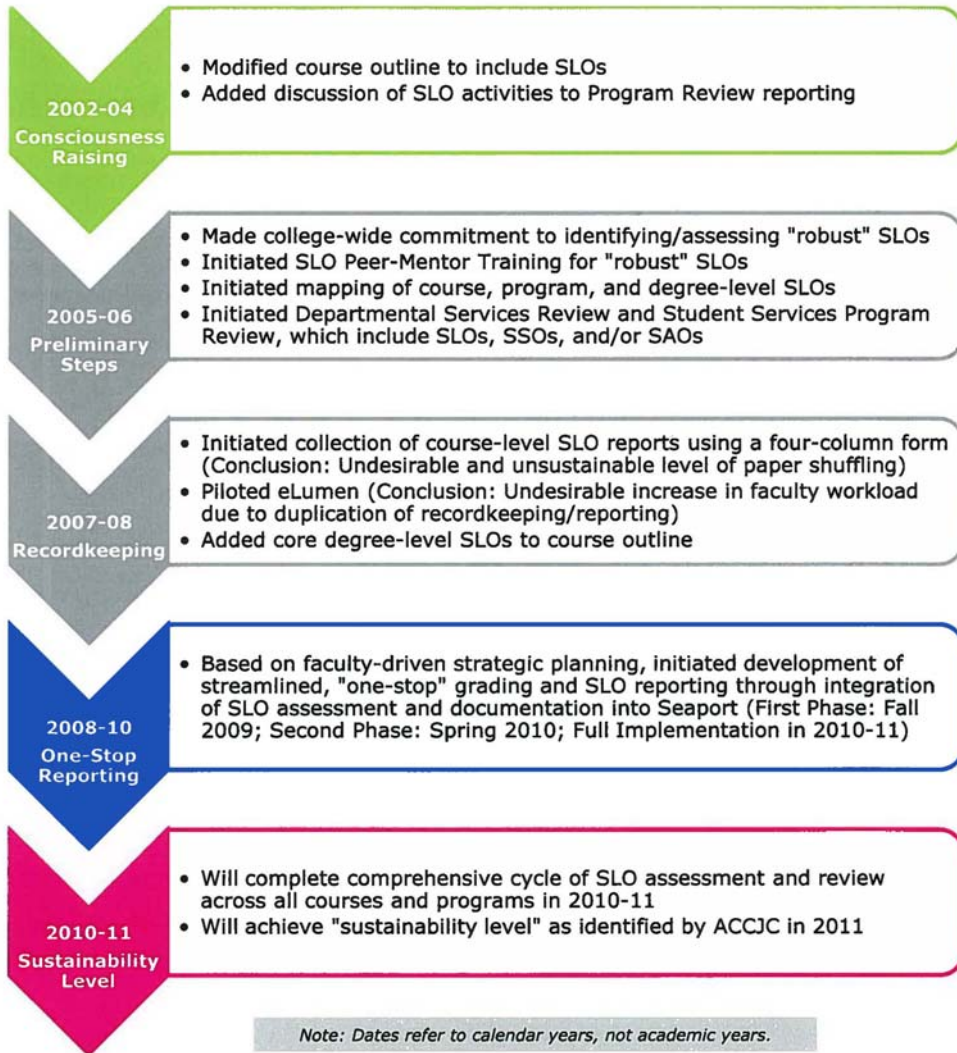 2002-04
Consciousness
Raising
• Modified course outline to include SLOs
• Added discussion of SLO activities to Program Review reporting
2005-06
Preliminary
Steps
• Made college-wide commitment to identifying/assessing "robust" SLOs
• Initiated SLO Peer-Mentor Training for "robust" SLOs
• Initiated mapping of course, program, and degree-level SLOs
• Initiated Departmental Services Review and Student Services Program
Review, which include SLOs, SSOs, and/or SAOs
2007-08
Recordkeeping
• Initiated collection of course-level SLO reports using a four-column form
(Conclusion: Undesirable and unsustainable level of paper shuffling)
• Piloted eLumen (Conclusion: Undesirable increase in faculty workload
due to duplication of recordkeeping/reporting)
• Added core degree-level SLOs to course outline
2008-10
One-Stop
Reporting
• Based on faculty-driven strategic planning, initiated development of
streamlined, "one-stop" grading and SLO reporting through integration
of SLO assessment and documentation into Seaport (First Phase: Fall
2009; Second Phase: Spring 2010; Full Implementation in 2010-11)
2010-11
Sustainability
Level
• Will complete comprehensive cycle of SLO assessment and review
across all courses and programs in 2010-11
• Will achieve "sustainability level" as identified by ACCJC in 2011
Note: Dates refer to calendar years, not academic years.